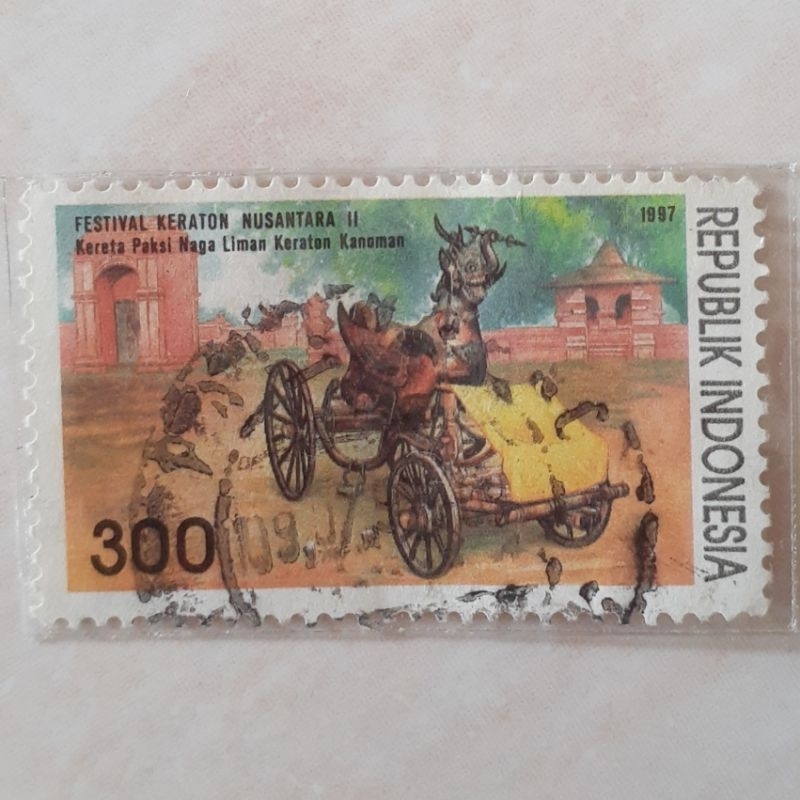 FESTIVAL KERATON NUSANTARA II
Kereta Paksi Naga Liman Keraton Kanoman
1997
REPUBLIK INDONESIA
300